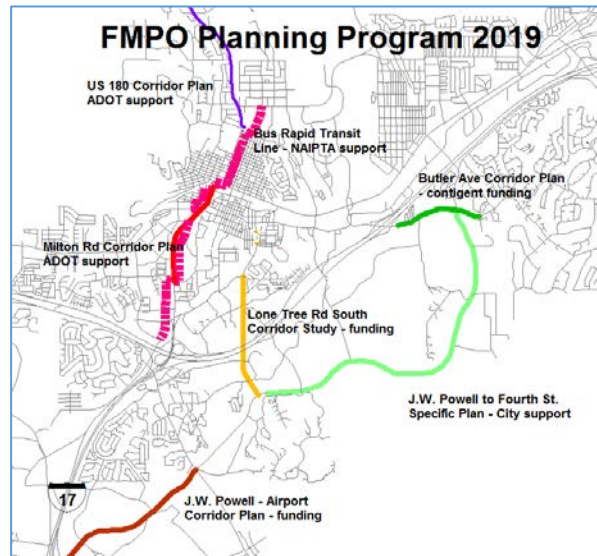 FMPO Planning Program 2019
US 180 Corridor Plan
ADOT support
Bus Rapid Transit
Line - NAIPTA support
Butler Ave Corridor Plan
- contigent funding
Milton Rd Corridor Plan
ADOT support
Lone Tree Rd South
Corridor Study - funding
J.W. Powell to Fourth St.
Specific Plan - City support
17
J.W. Powell - Airport
Corridor Plan - funding